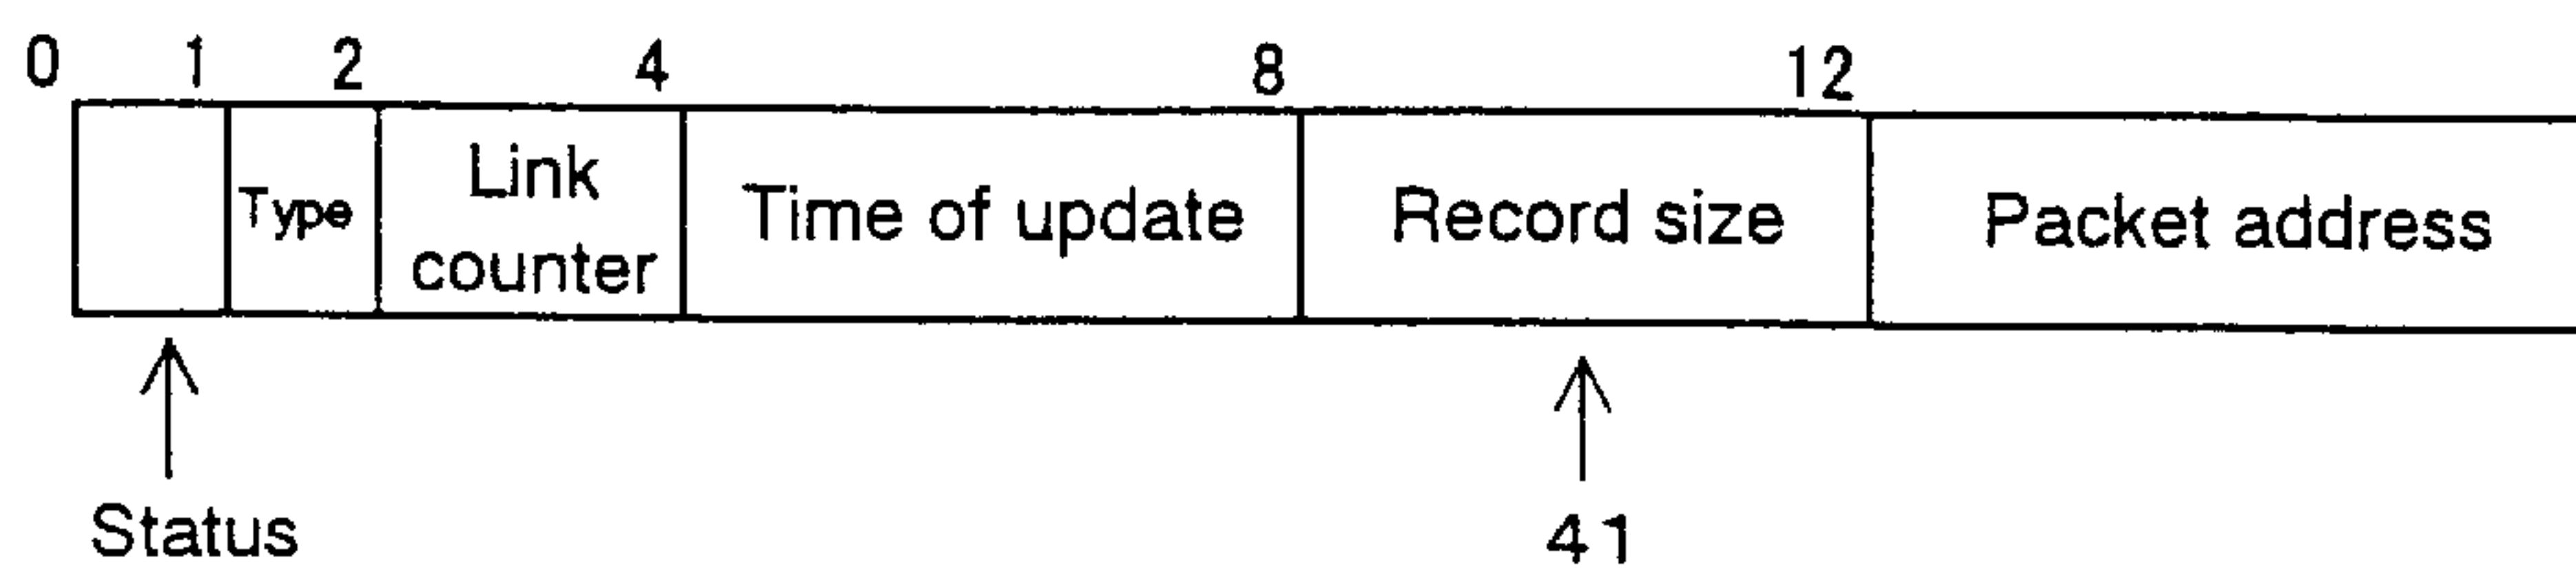 0 1 2 4 8 12
Type
Link
counter
Time of update
Record size
Packet address
Status
41